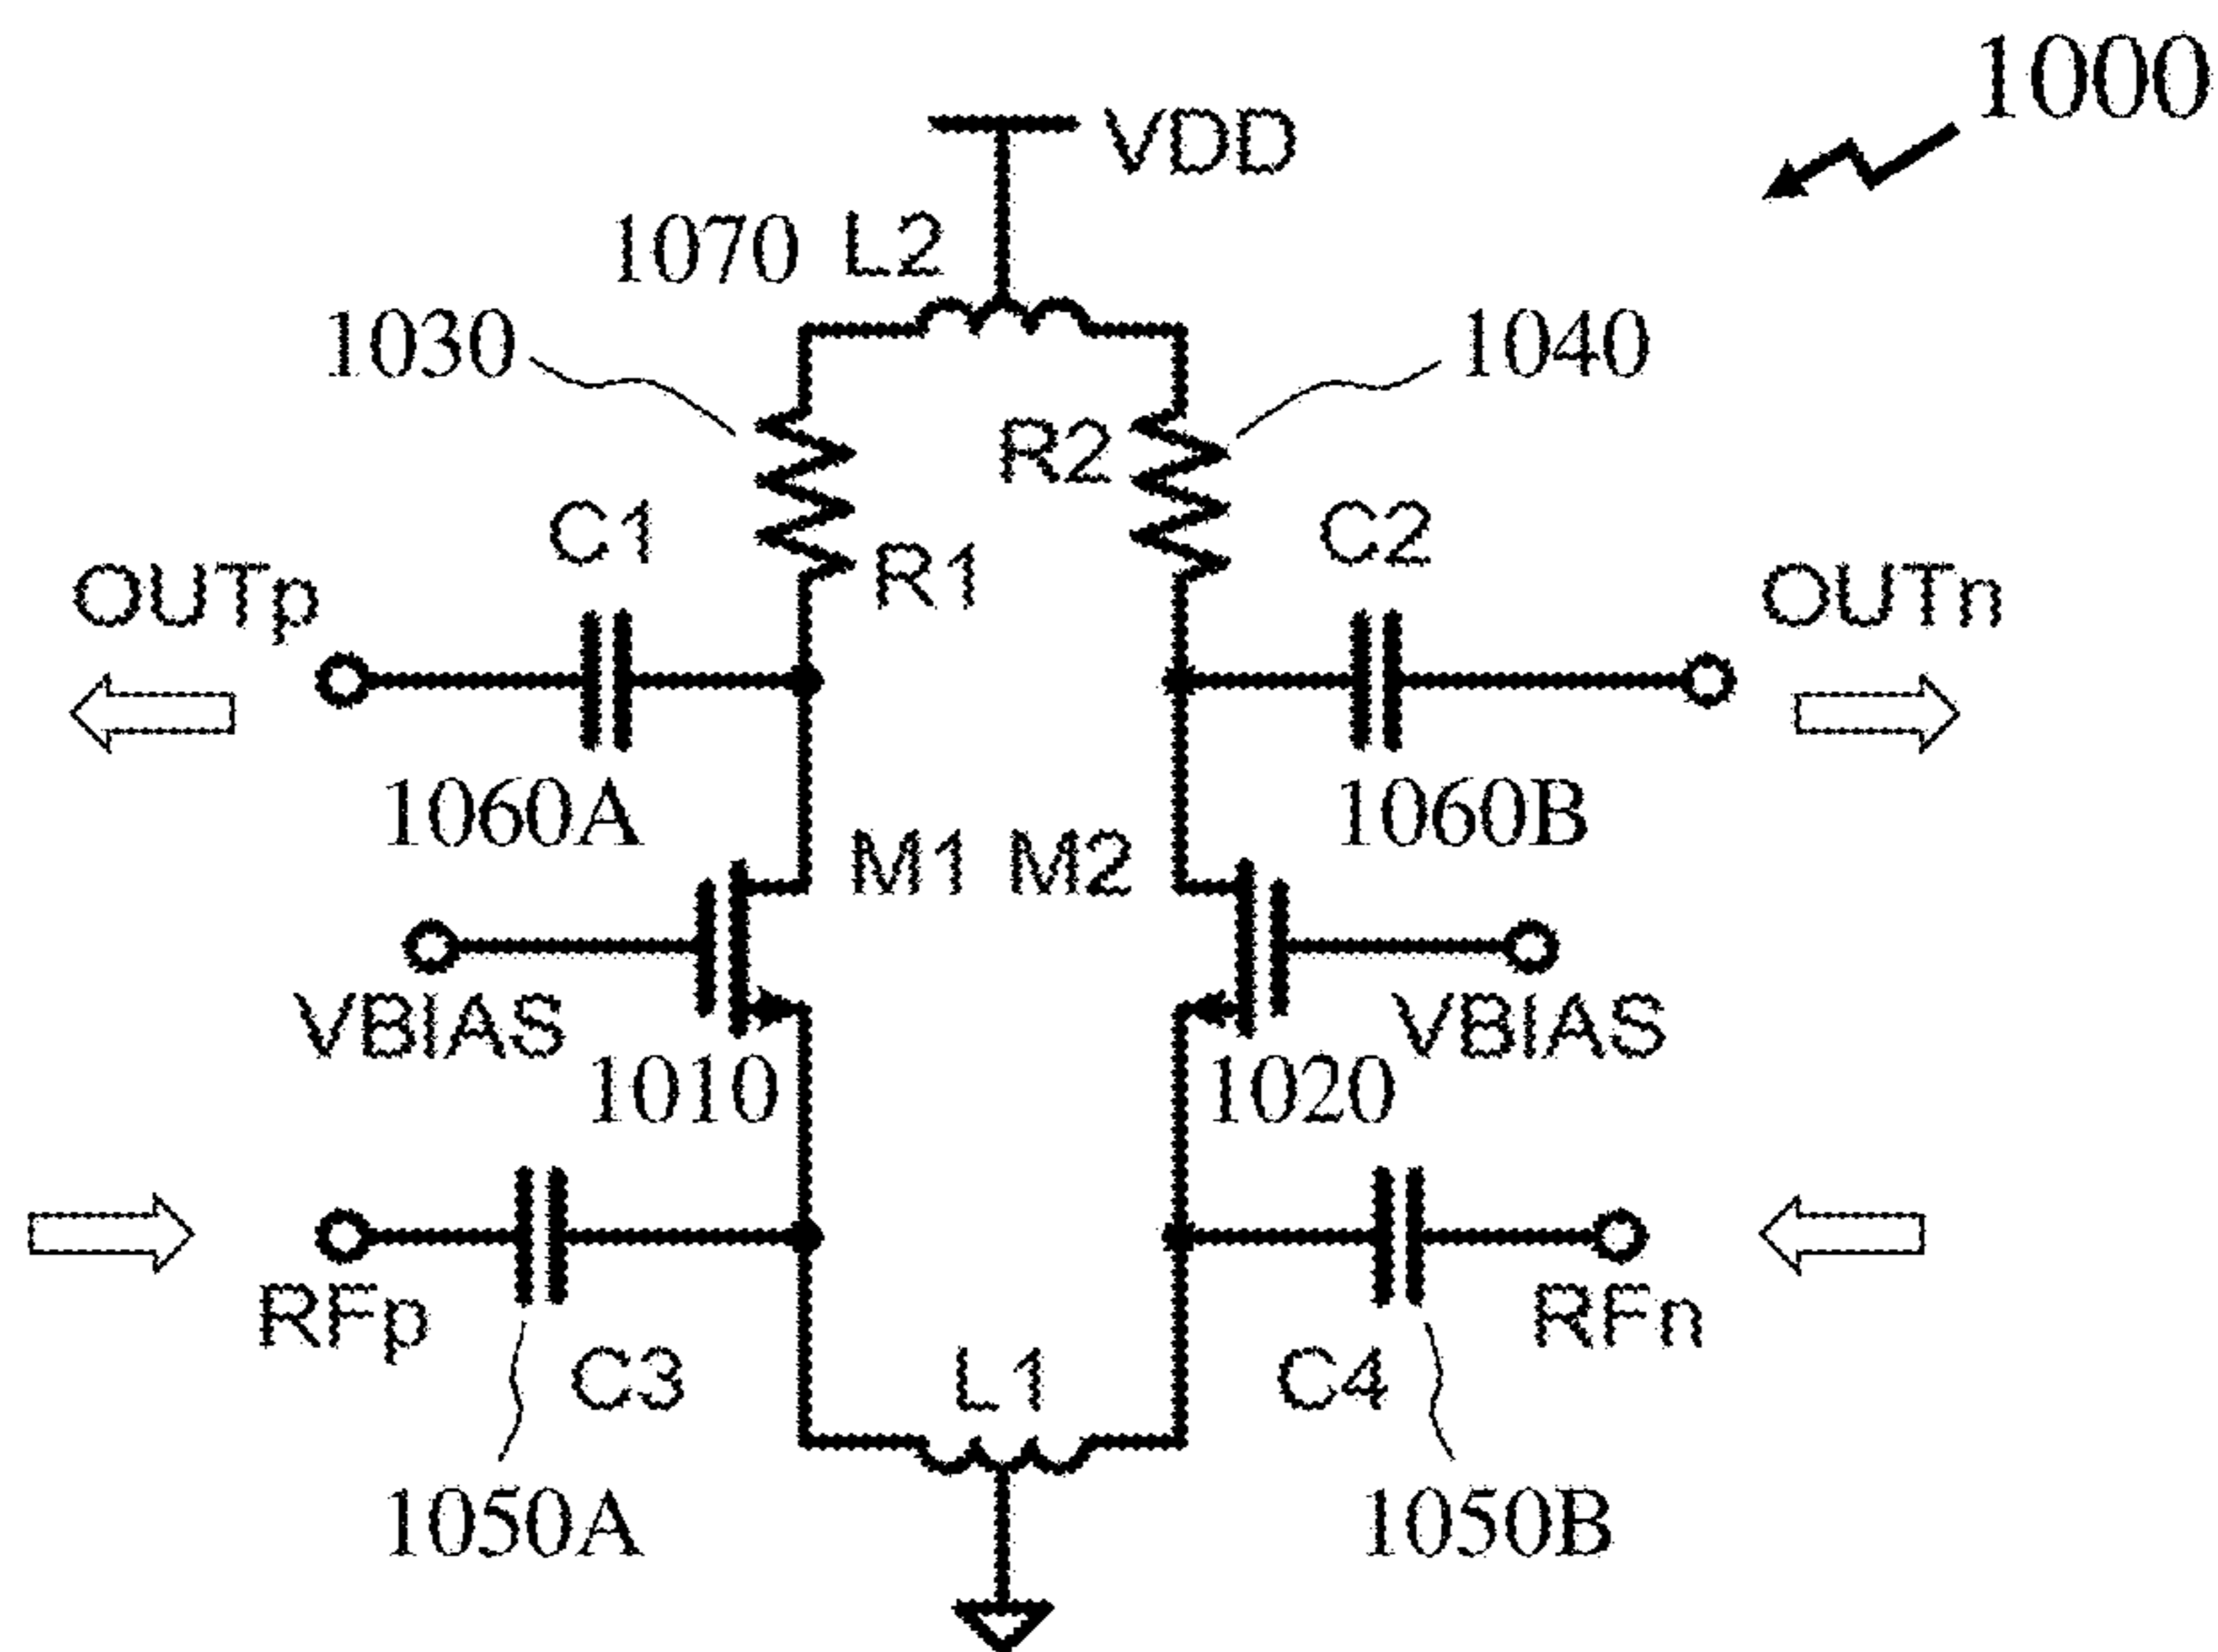 1000
VDD
1070 L2
1030
1040
R2
C1
C2
R1
OUTp
OUTn
1060A
1060B
M1 M2
VBIAS
VBIAS
1010
1020
RFp
RFn
C3
L1
C4
1050A
1050B